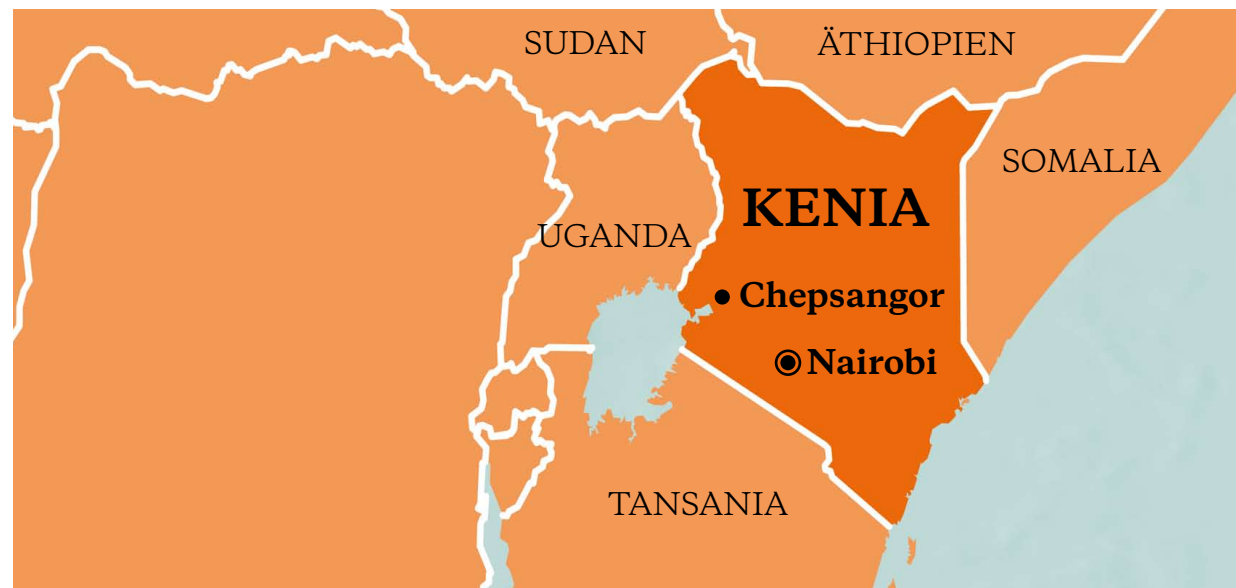 SUDAN
ÄTHIOPIEN
SOMALIA
KENIA
UGANDA
Chepsangor
Nairobi
TANSANIA